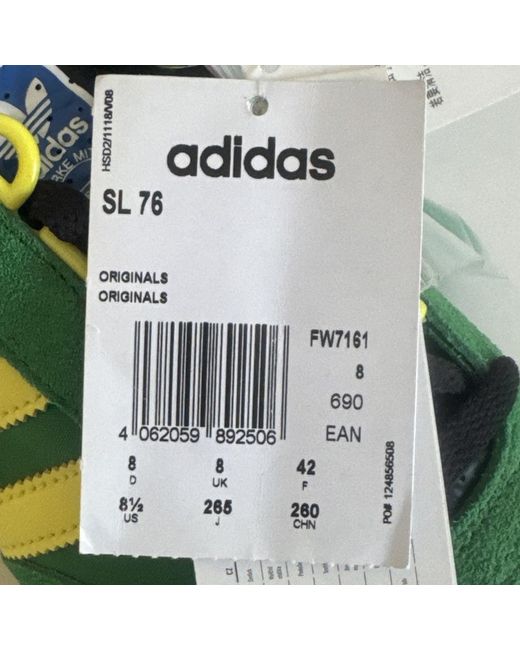 HSD2/1118/V08
adidas
adidas
SL 76
ORIGINALS
ORIGINALS
FW7161
8
690
4 062059 892506 EAN
8 8 42
D UK F
8½ 265 260
US J CHN
PO# 124856508